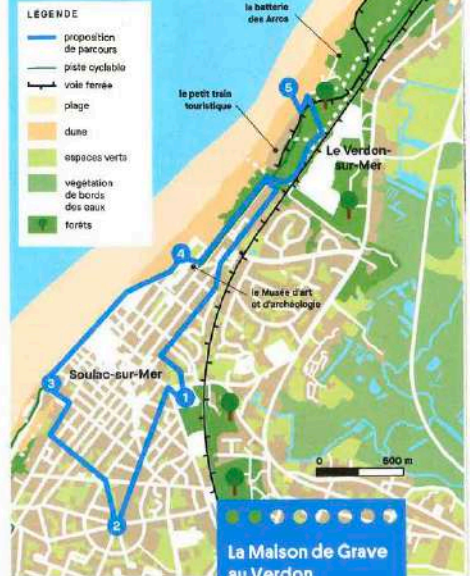 LÉGENDE
proposition
de parcours
piste cyclable
voie ferrée
plage
dune
espaces verts
végétation
de bords
des eaux
forêts
la batterie
des Arros
5
le petit train
touristique
Le Verdon-
sur-Mer
4
le Musée d'art
et d'archéologie
3
Soulac-sur-Mer
1
2
0 500 m
La Maison de Grave
au Verdon